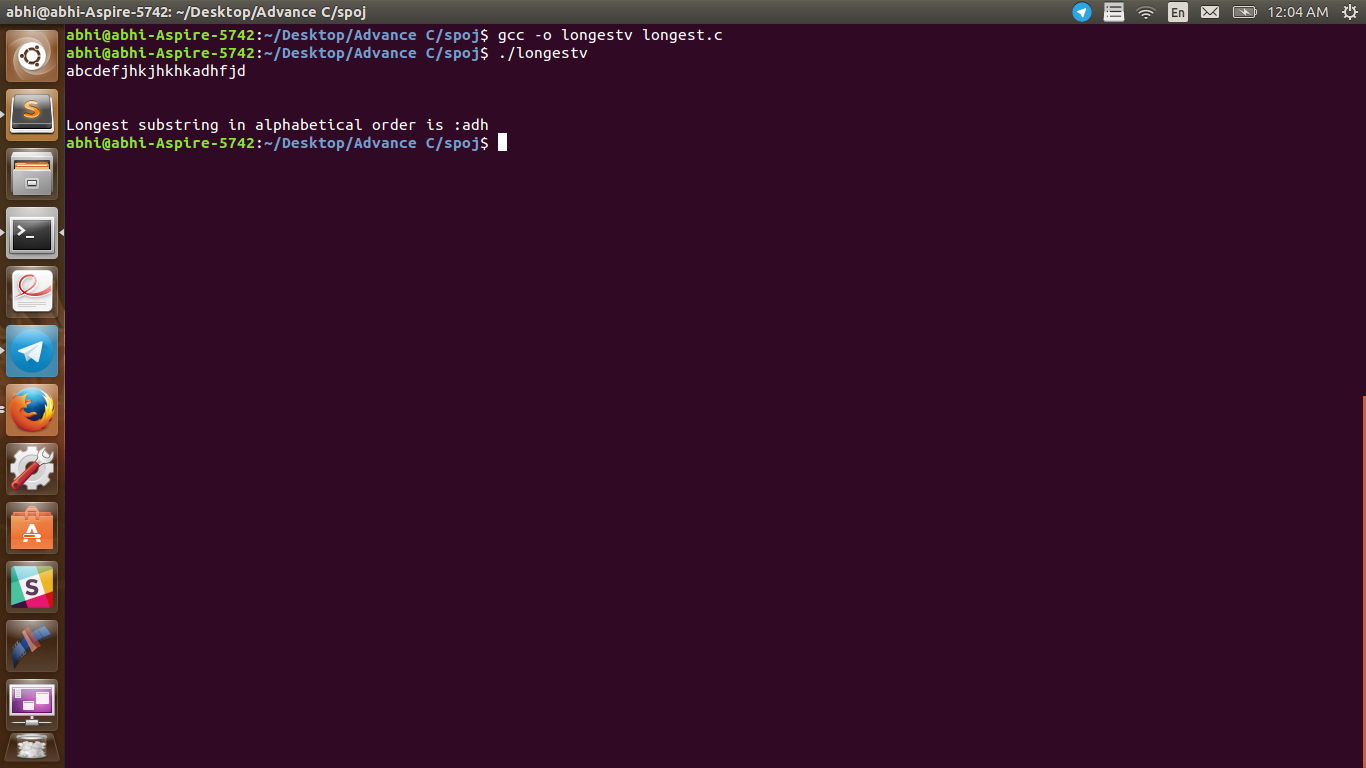 abhi@abhi-Aspire-5742: ~/Desktop/Advance C/spoj
En
12:04 AM
abhi@abhi-Aspire-5742:~/Desktop/Advance C/spoj$ gcc -o longestv longest.c
abhi@abhi-Aspire-5742:~/Desktop/Advance C/spoj$ ./longestv
abcdefjhkjhkhkadhfjd
Longest substring in alphabetical order is :adh
abhi@abhi-Aspire-5742:~/Desktop/Advance C/spoj$